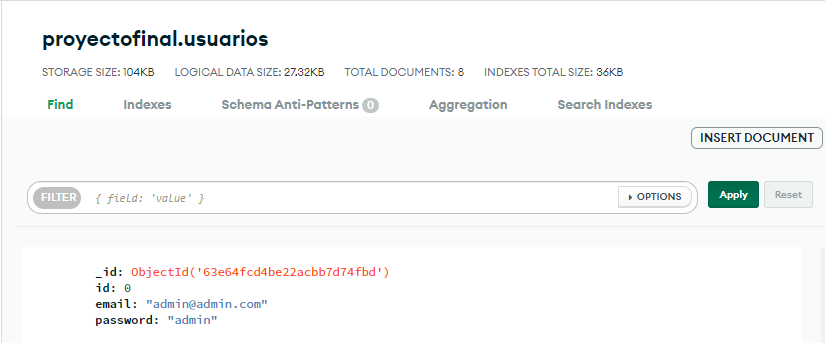 proyectofinal.usuarios
STORAGE SIZE: 104KB LOGICAL DATA SIZE: 27.32KB TOTAL DOCUMENTS: 8 INDEXES TOTAL SIZE: 36KB
Find Indexes Schema Anti-Patterns 0 Aggregation Search Indexes
INSERT DOCUMENT
FILTER { field: 'value' } OPTIONS Apply Reset
_id: ObjectId('63e64fcd4be22acbb7d74fbd')
id: 0
email: "admin@admin.com"
password: "admin"